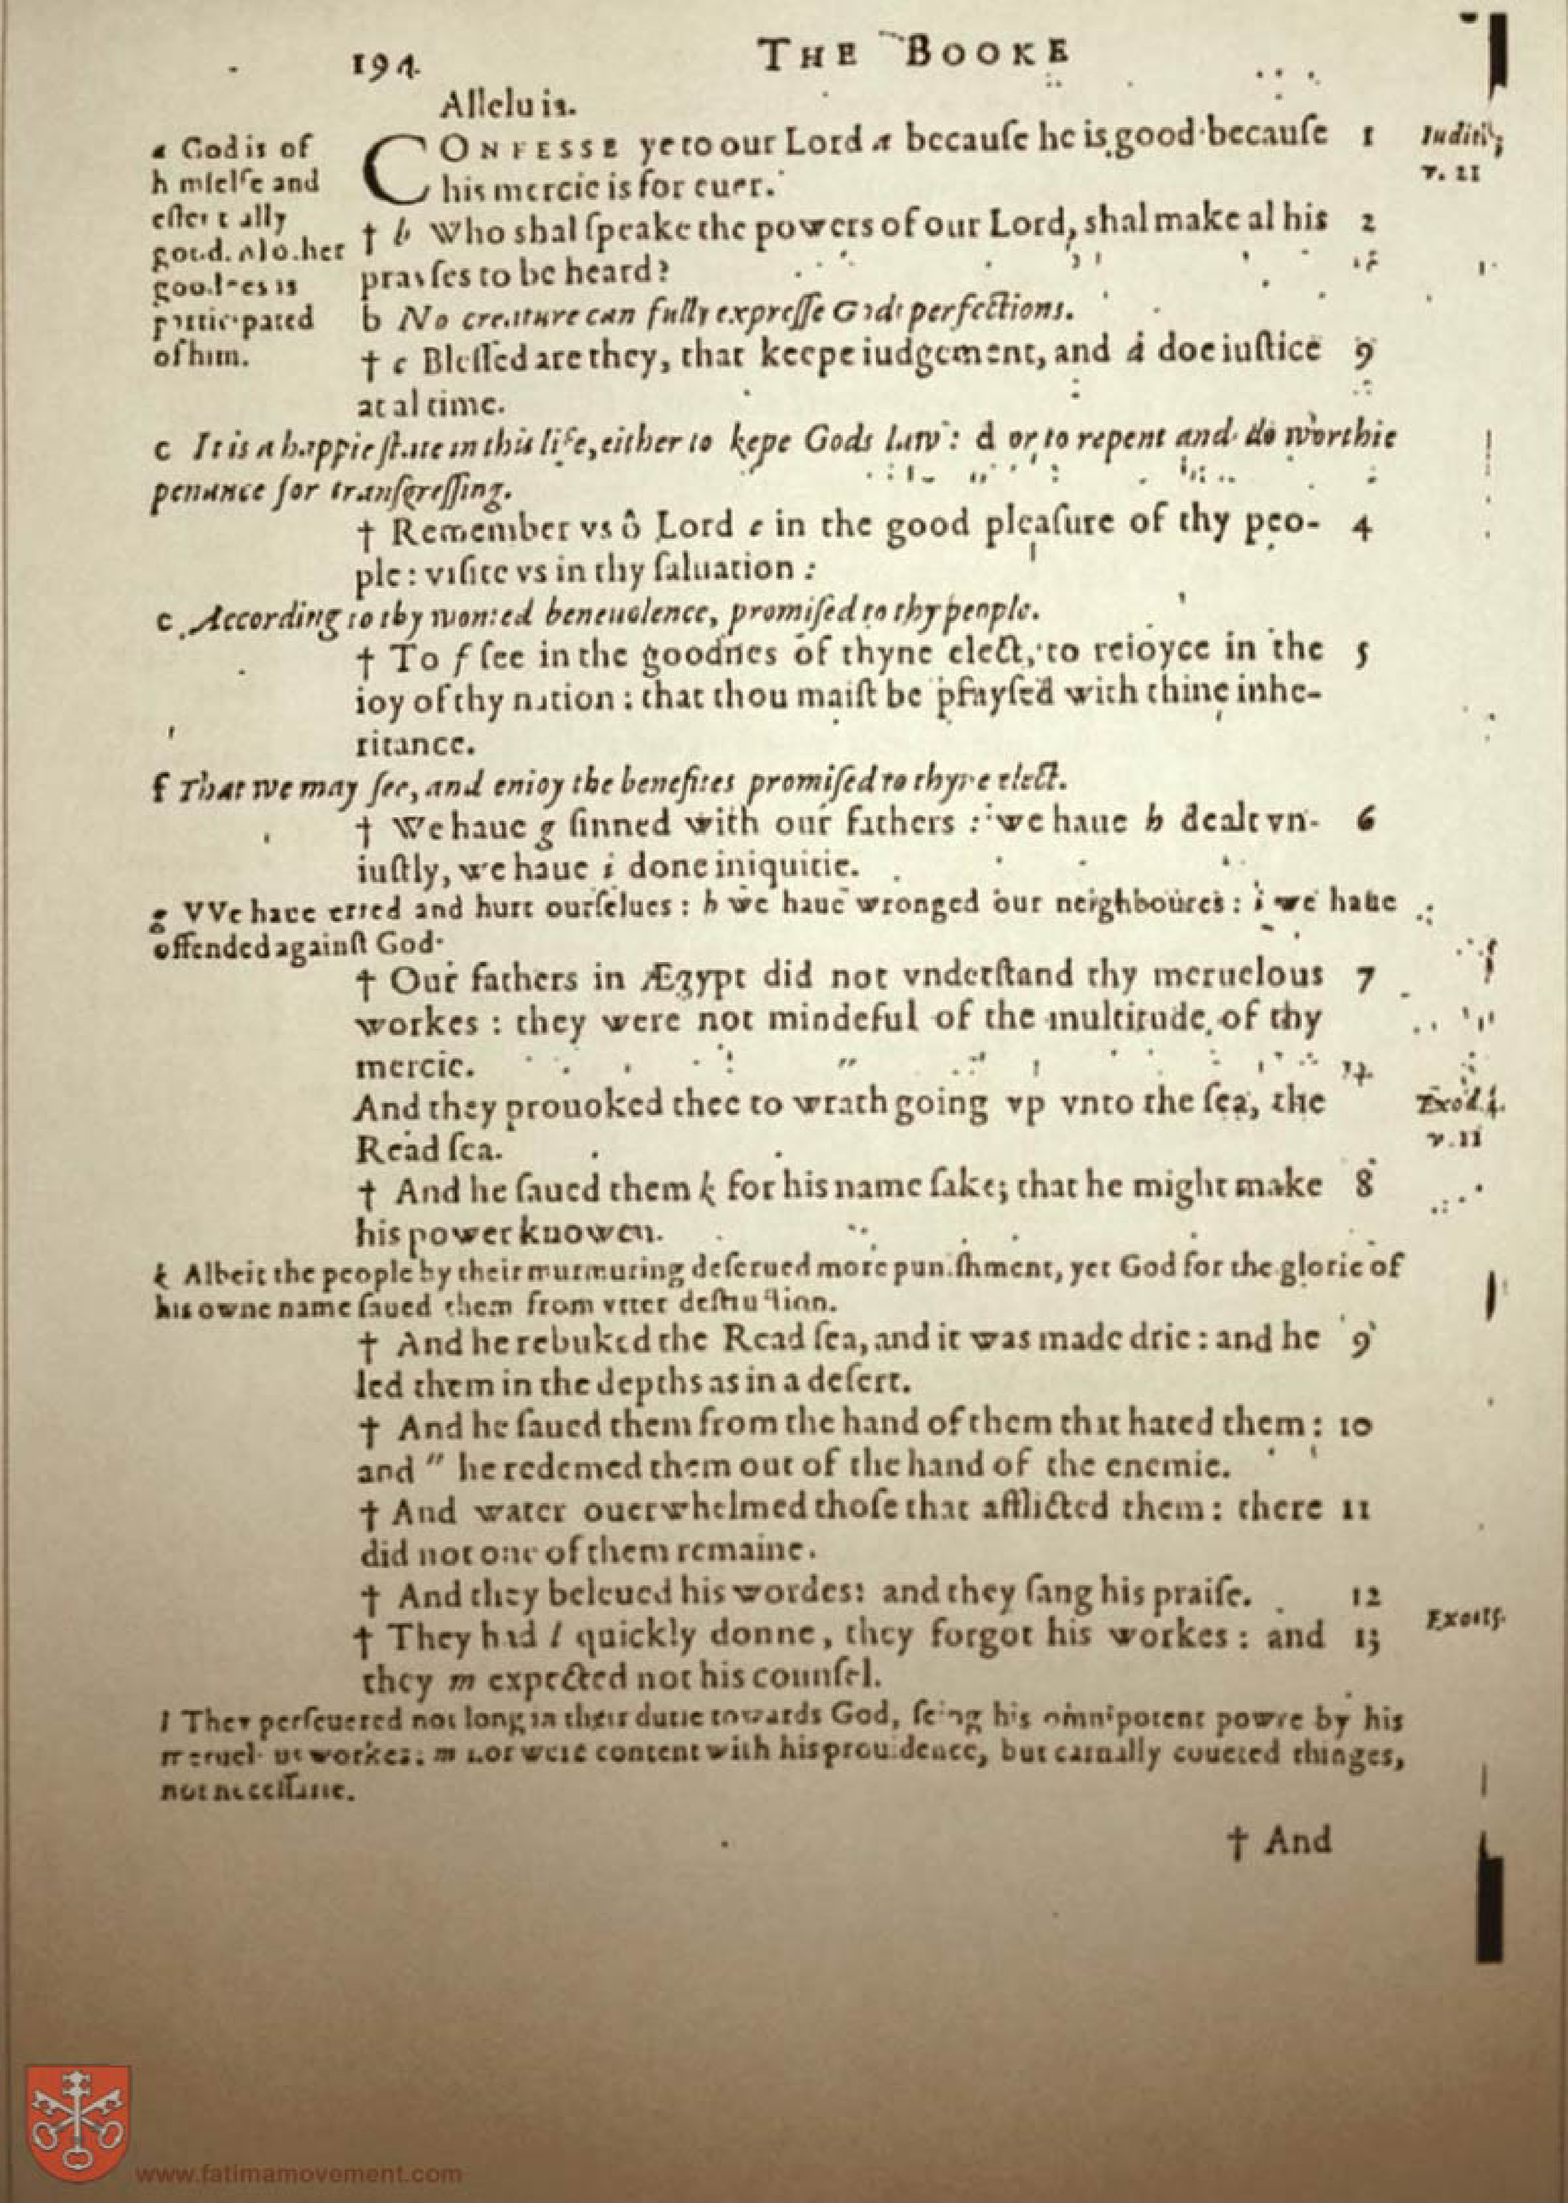 194.
THE BOOKE
Alleluia.
CONFESSE ye to our Lord a becauſe he is good becauſe 1
his mercie is for euer.
Iudith,
v. 21
a God is of
himſelfe and
eſſentially
good. Al other
goodnes is
participated
of him.
† b Who shal ſpeake the powers of our Lord, shal make al his 2
prayſes to be heard?
b No creature can fully expreſſe Gods perfections.
† c Bleſſed are they, that keepe iudgement, and d doe iuſtice 9
at al time.
c It is a happie ſtate in this life, either to kepe Gods law: d or to repent and do worthie
penance for tranſgreſſing.
† Remember vs ô Lord e in the good pleaſure of thy peo- 4
ple: viſite vs in thy ſaluation:
e According to thy wonted beneuolence, promiſed to thy people.
† To f ſee in the goodnes of thyne elect, to reioyce in the 5
ioy of thy nation: that thou maiſt be prayſed with thine inhe-
ritance.
f That we may ſee, and enioy the benefites promiſed to thyne elect.
† We haue g ſinned with our fathers: we haue h dealt vn- 6
iuſtly, we haue i done iniquitie.
g VVe haue erred and hurt ourſelues: h we haue wronged our neighboures: i we haue
offended againſt God.
† Our fathers in Ægypt did not vnderſtand thy meruelous 7
workes: they were not mindeful of the multitude of thy
mercie.
And they prouoked thee to wrath going vp vnto the ſea, the
Read ſea.
Exod. 4.
v. 11
† And he ſaued them k for his name ſake; that he might make 8
his power knowen.
k Albeit the people by their murmuring deſerued more puniſhment, yet God for the glorie of
his owne name ſaued them from vtter deſtruction.
† And he rebuked the Read ſea, and it was made drie: and he 9
led them in the depths as in a deſert.
† And he ſaued them from the hand of them that hated them: 10
and " he redemed them out of the hand of the enemie.
† And water ouerwhelmed thoſe that afflicted them: there 11
did not one of them remaine.
† And they beleued his wordes: and they ſang his praiſe. 12
† They had l quickly donne, they forgot his workes: and 13
they m expected not his counſel.
Exo 15.
l They perſeuered not long in their dutie towards God, ſeing his omnipotent powre by his
meruelous workes: m nor were content with his prouidence, but carnally coueted thinges,
not neceſſarie.
† And
www.fatimamovement.com